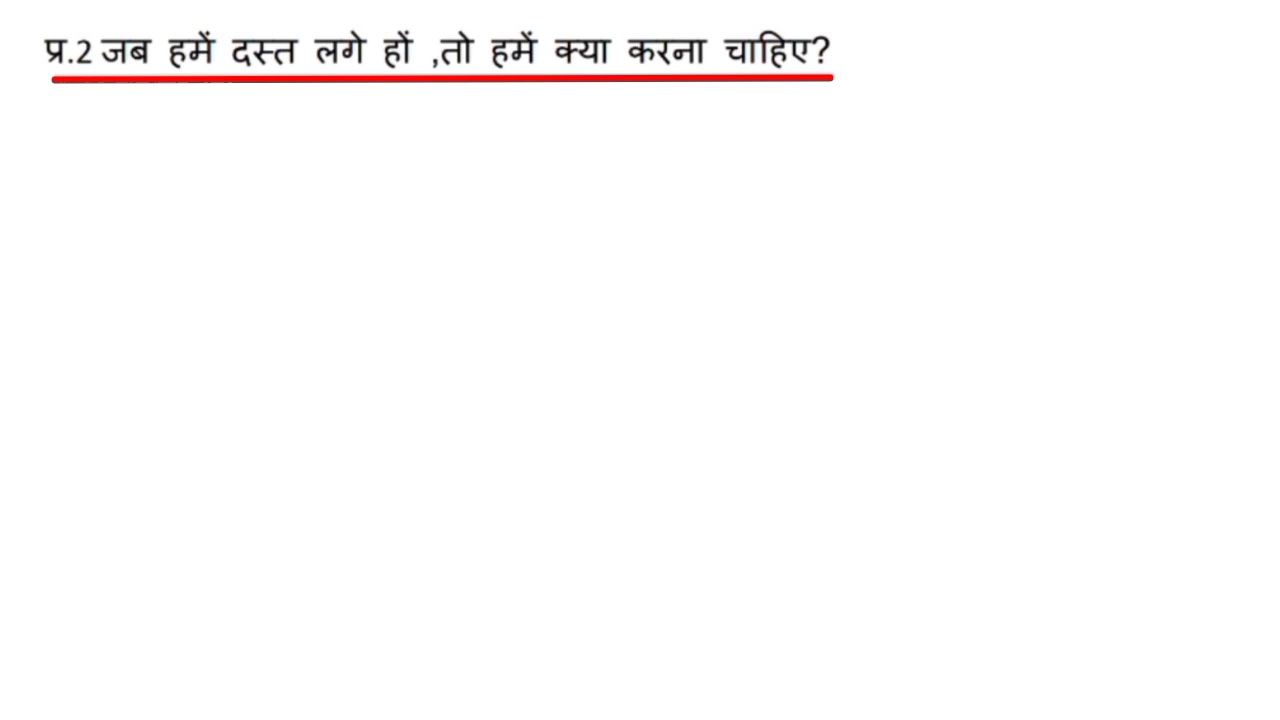 प्र.2 जब हमें दस्त लगे हों ,तो हमें क्या करना चाहिए?